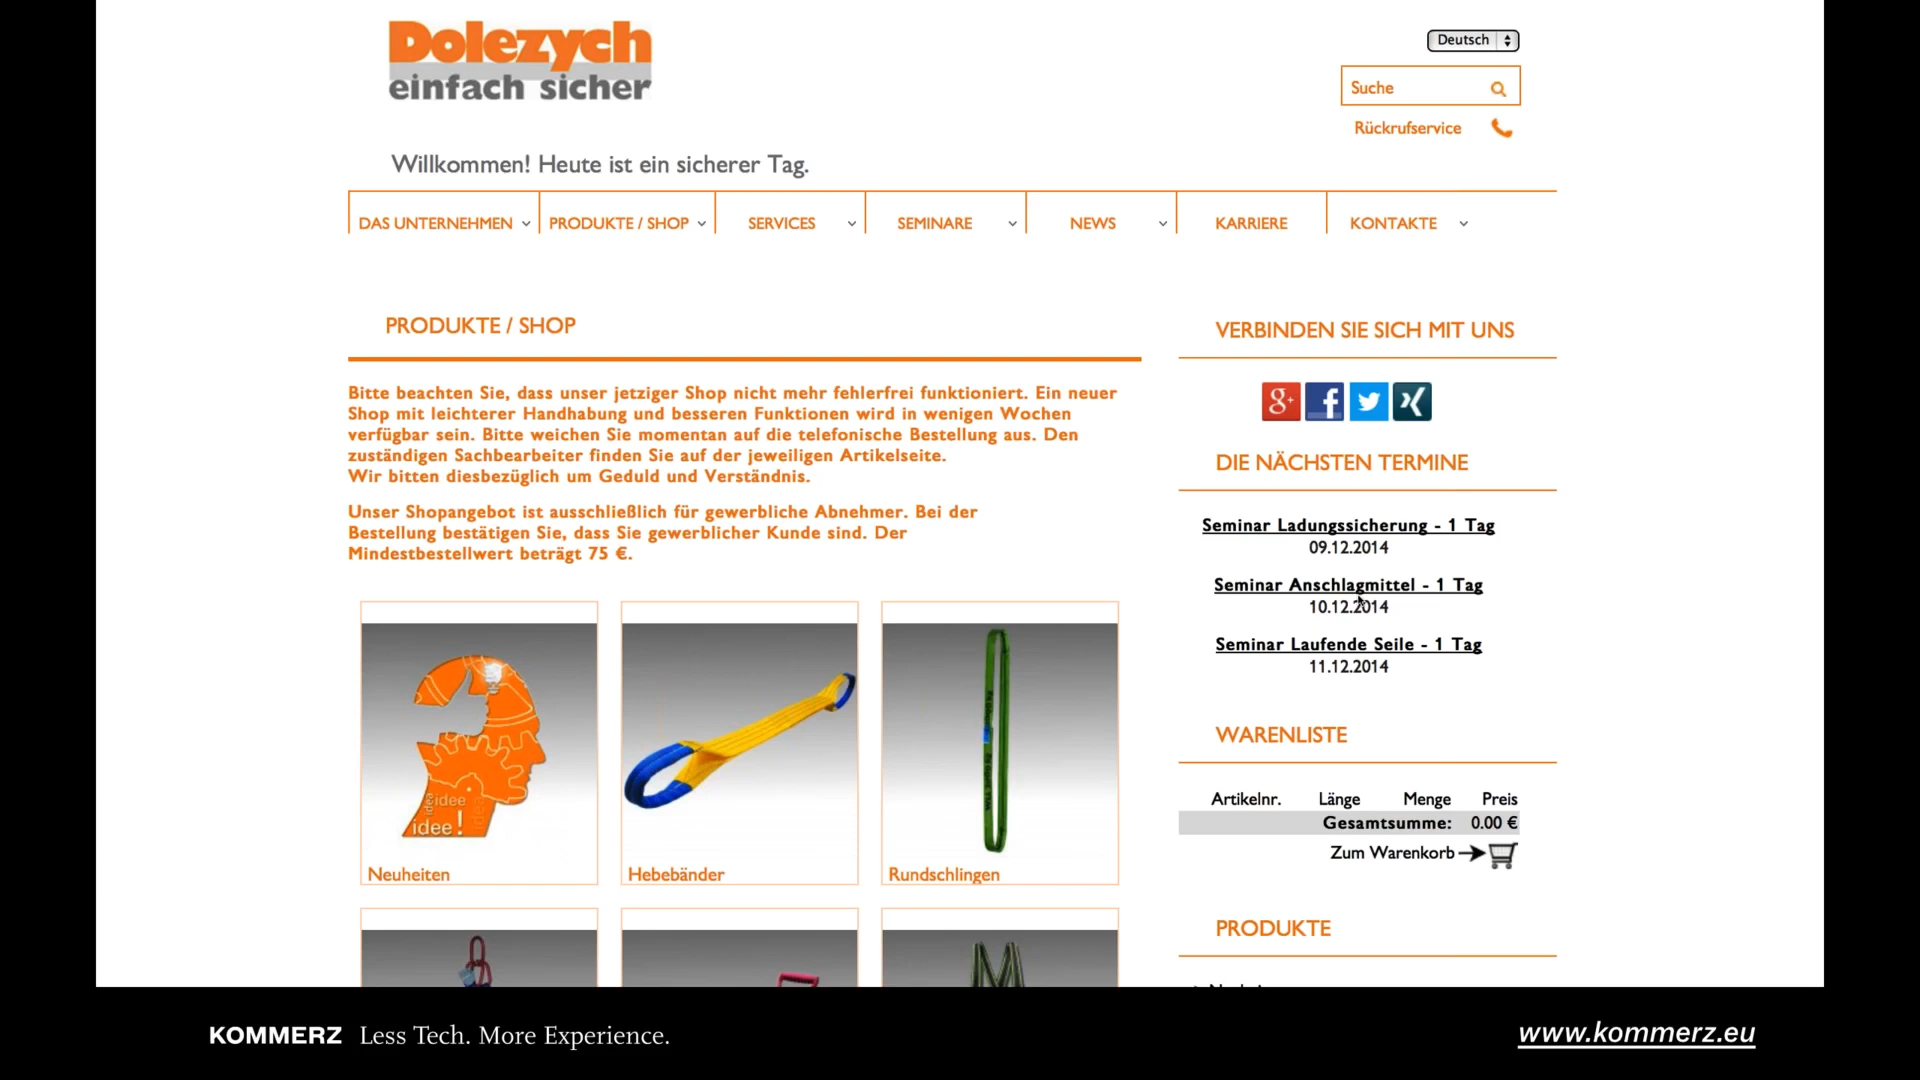 Dolezych
einfach sicher
Deutsch
Suche
Rückrufservice
Willkommen! Heute ist ein sicherer Tag.
DAS UNTERNEHMEN
PRODUKTE / SHOP
SERVICES
SEMINARE
NEWS
KARRIERE
KONTAKTE
PRODUKTE / SHOP
Bitte beachten Sie, dass unser jetziger Shop nicht mehr fehlerfrei funktioniert. Ein neuer
Shop mit leichterer Handhabung und besseren Funktionen wird in wenigen Wochen
verfügbar sein. Bitte weichen Sie momentan auf die telefonische Bestellung aus. Den
zuständigen Sachbearbeiter finden Sie auf der jeweiligen Artikelseite.
Wir bitten diesbezüglich um Geduld und Verständnis.
Unser Shopangebot ist ausschließlich für gewerbliche Abnehmer. Bei der
Bestellung bestätigen Sie, dass Sie gewerblicher Kunde sind. Der
Mindestbestellwert beträgt 75 €.
idee
idee
idea
idee!
Neuheiten
Hebebänder
Rundschlingen
VERBINDEN SIE SICH MIT UNS
g+
f
DIE NÄCHSTEN TERMINE
Seminar Ladungssicherung - 1 Tag
09.12.2014
Seminar Anschlagmittel - 1 Tag
10.12.2014
Seminar Laufende Seile - 1 Tag
11.12.2014
WARENLISTE
Artikelnr. Länge Menge Preis
Gesamtsumme: 0.00 €
Zum Warenkorb
PRODUKTE
KOMMERZ Less Tech. More Experience.
www.kommerz.eu